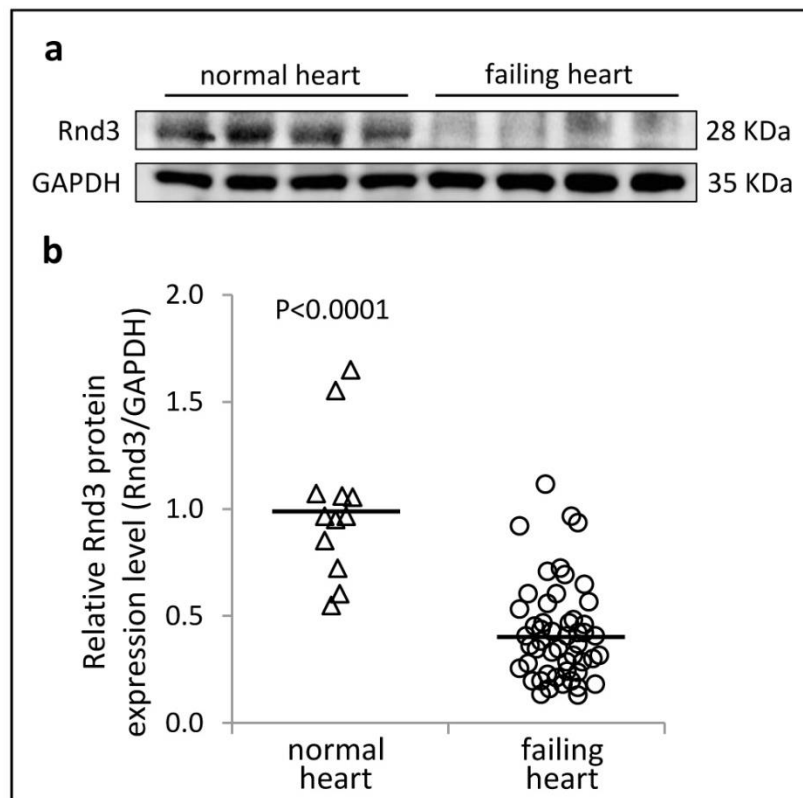 a
normal heart failing heart
Rnd3 28 KDa
GAPDH 35 KDa
b
Relative Rnd3 protein
expression level (Rnd3/GAPDH)
2.0
P<0.0001
1.5
1.0
0.5
0.0
normal
heart
failing
heart